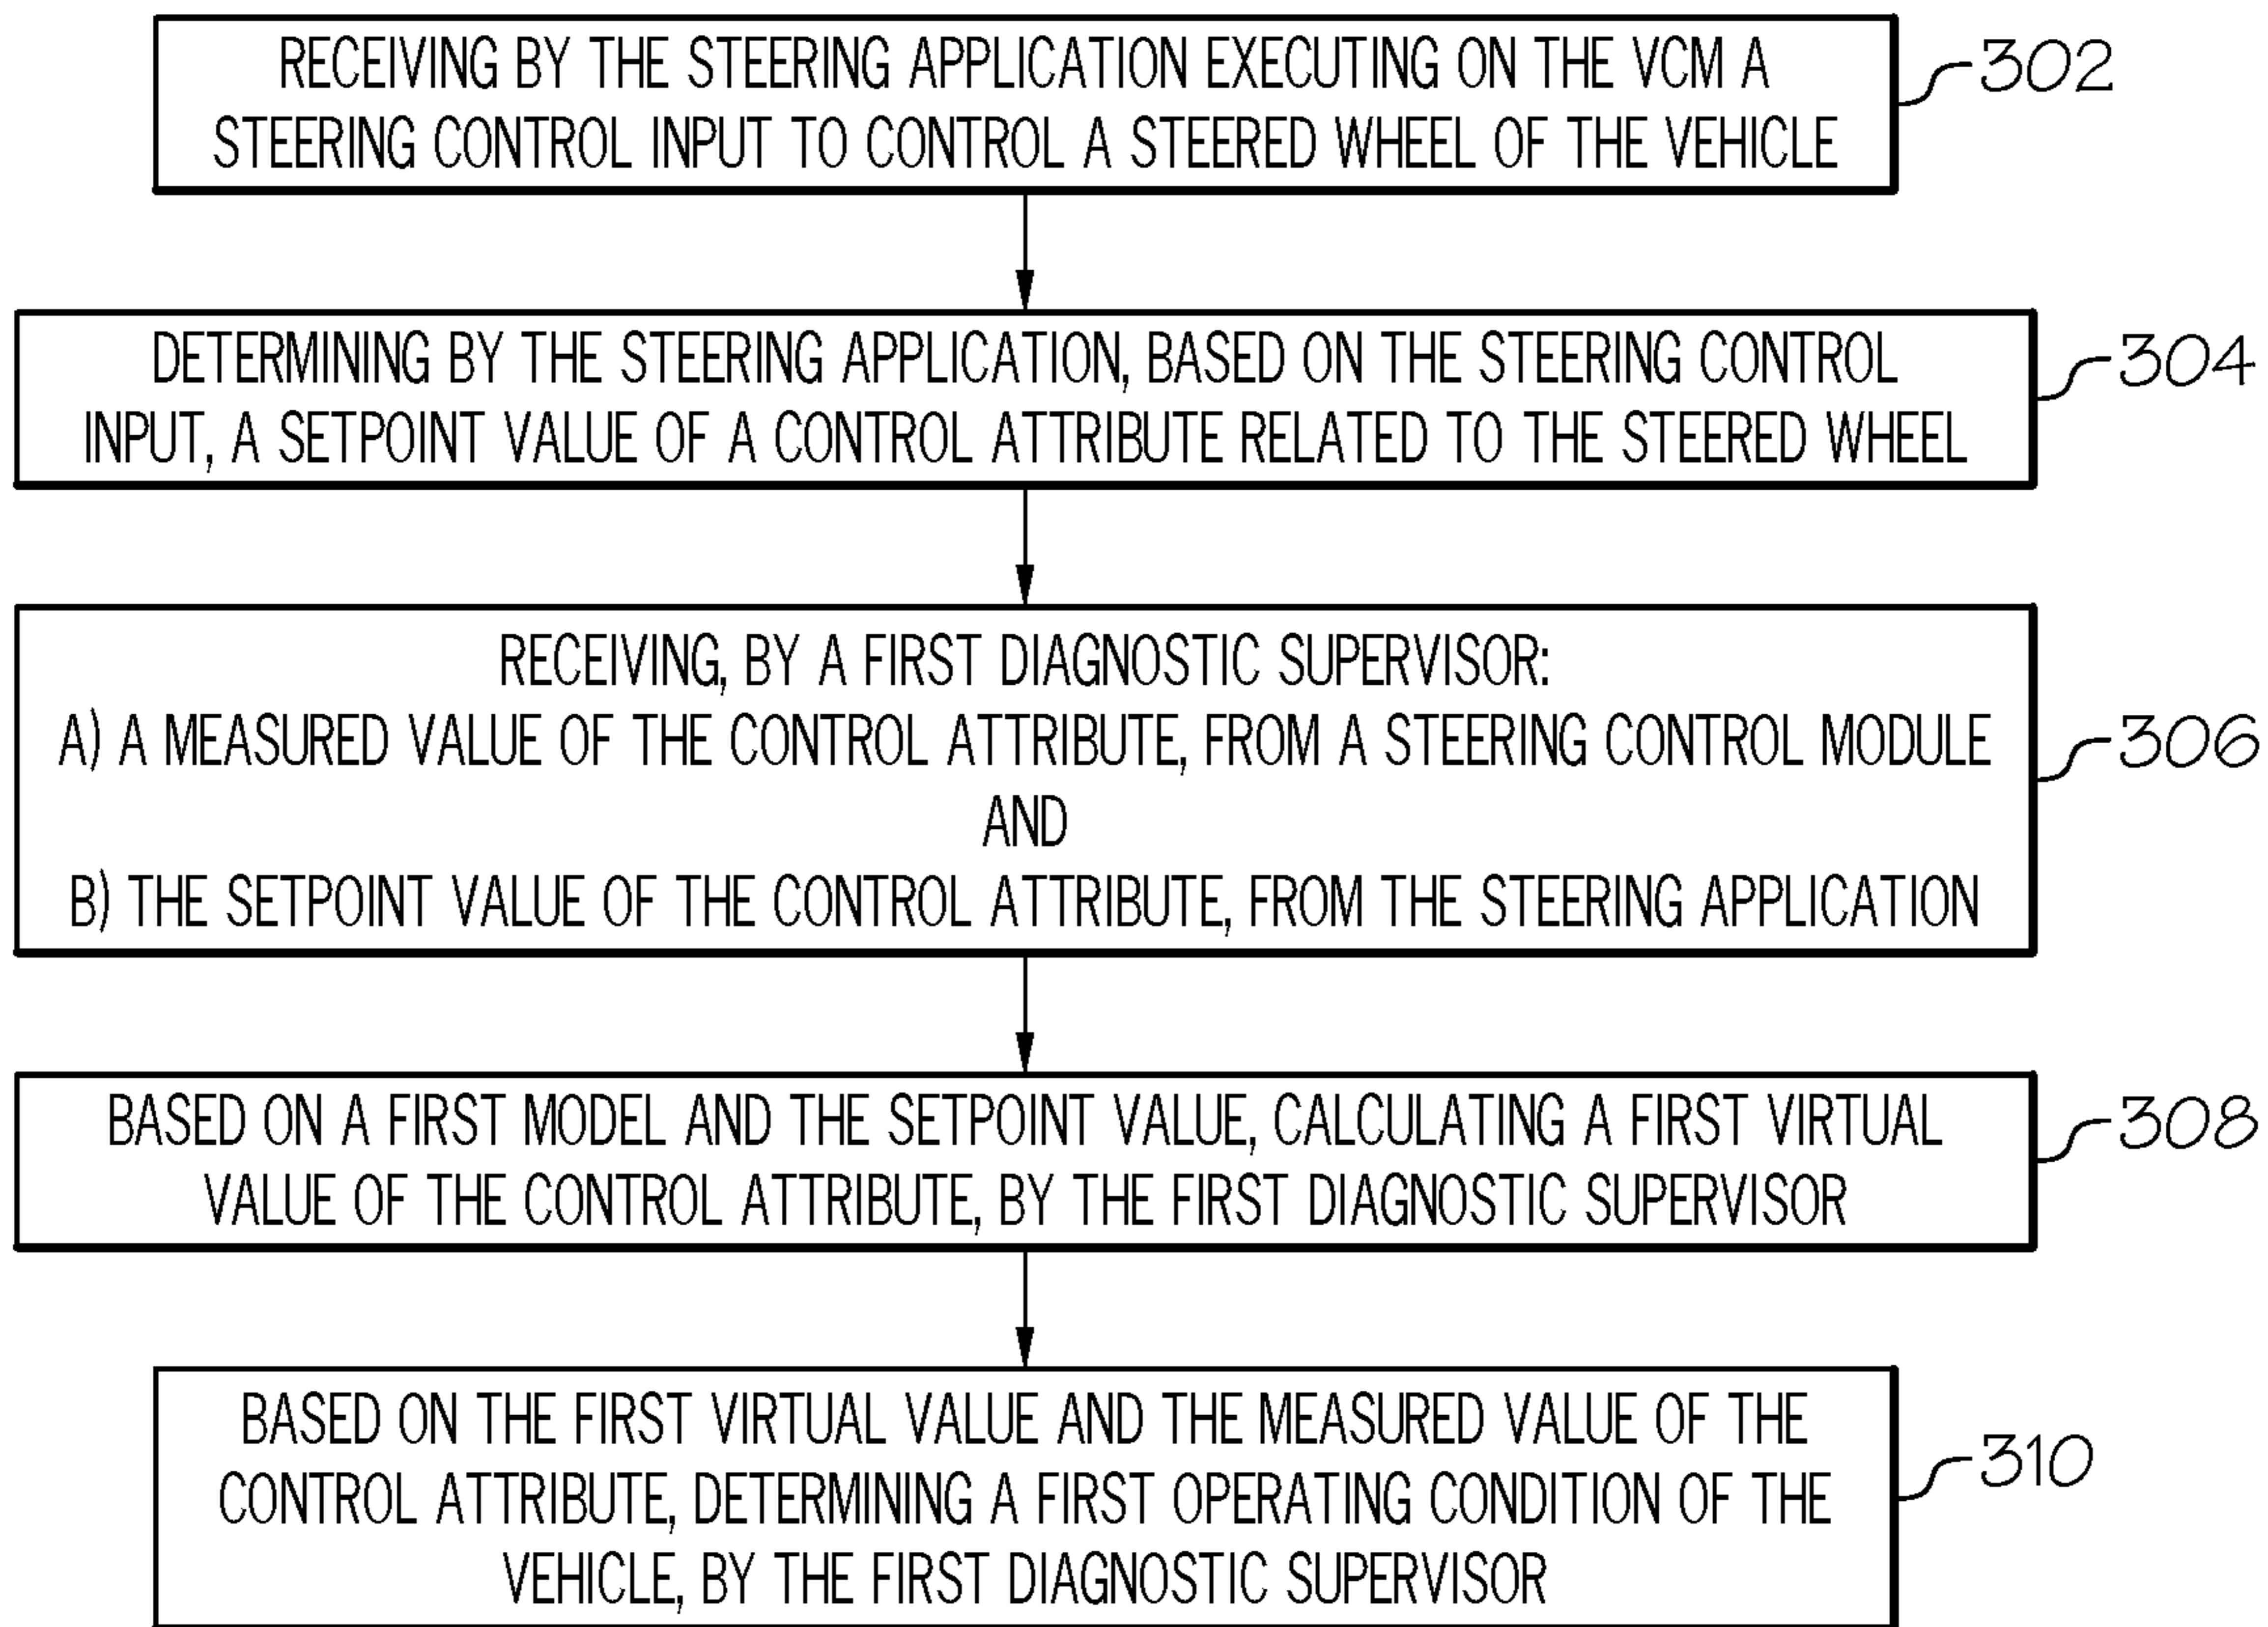 RECEIVING BY THE STEERING APPLICATION EXECUTING ON THE VCM A
STEERING CONTROL INPUT TO CONTROL A STEERED WHEEL OF THE VEHICLE
302
DETERMINING BY THE STEERING APPLICATION, BASED ON THE STEERING CONTROL
INPUT, A SETPOINT VALUE OF A CONTROL ATTRIBUTE RELATED TO THE STEERED WHEEL
304
RECEIVING, BY A FIRST DIAGNOSTIC SUPERVISOR:
A) A MEASURED VALUE OF THE CONTROL ATTRIBUTE, FROM A STEERING CONTROL MODULE
AND
B) THE SETPOINT VALUE OF THE CONTROL ATTRIBUTE, FROM THE STEERING APPLICATION
306
BASED ON A FIRST MODEL AND THE SETPOINT VALUE, CALCULATING A FIRST VIRTUAL
VALUE OF THE CONTROL ATTRIBUTE, BY THE FIRST DIAGNOSTIC SUPERVISOR
308
BASED ON THE FIRST VIRTUAL VALUE AND THE MEASURED VALUE OF THE
CONTROL ATTRIBUTE, DETERMINING A FIRST OPERATING CONDITION OF THE
VEHICLE, BY THE FIRST DIAGNOSTIC SUPERVISOR
310